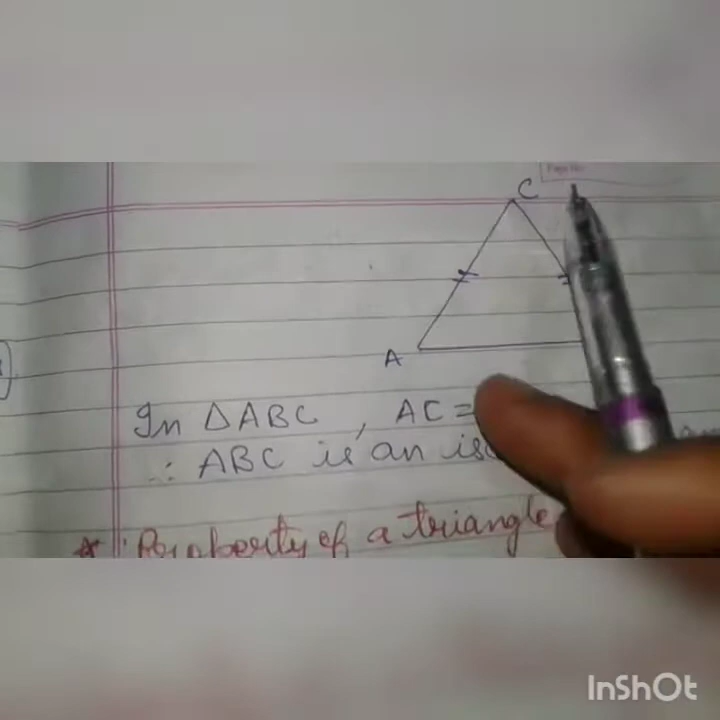 C
A
In △ABC , AC =
∴ ABC is an is
* Property of a triangle
InShOt